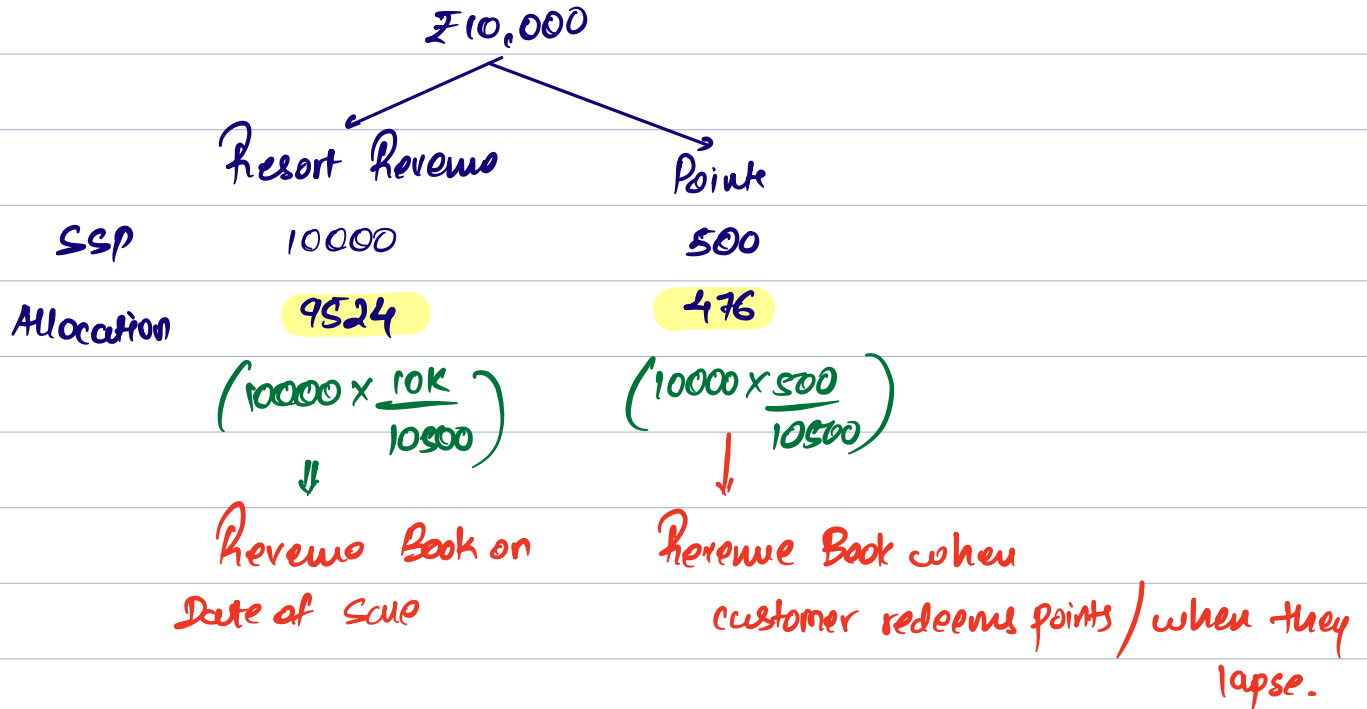 ₹10,000
Resort Revenue Points
SSP 10000 500
Allocation 9524 476
(10000 × 10K/10500) (10000 × 500/10500)
Revenue Book on Revenue Book when
Date of Sale customer redeems points / when they
lapse.